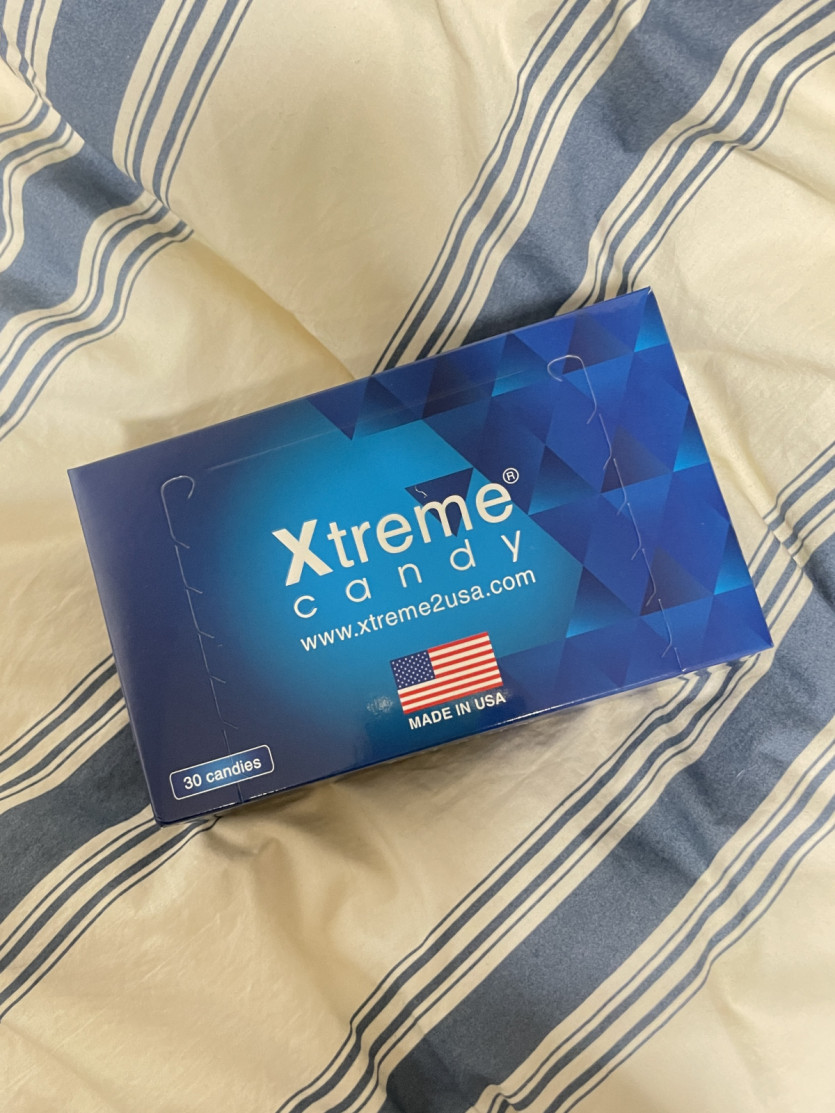 Xtreme®
candy
www.xtreme2usa.com
MADE IN USA
30 candies